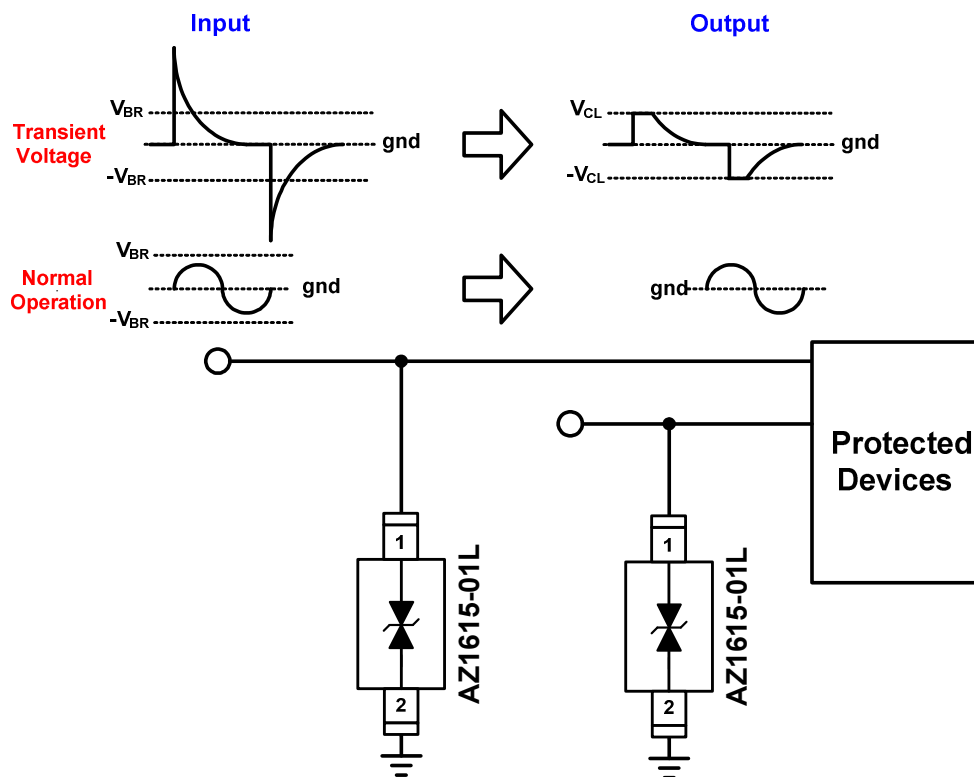 Input
Output
VBR
VCL
Transient
Voltage
gnd
gnd
-VBR
-VCL
VBR
Normal
Operation
gnd
gnd
-VBR
Protected
Devices
1
AZ1615-01L
2
1
AZ1615-01L
2